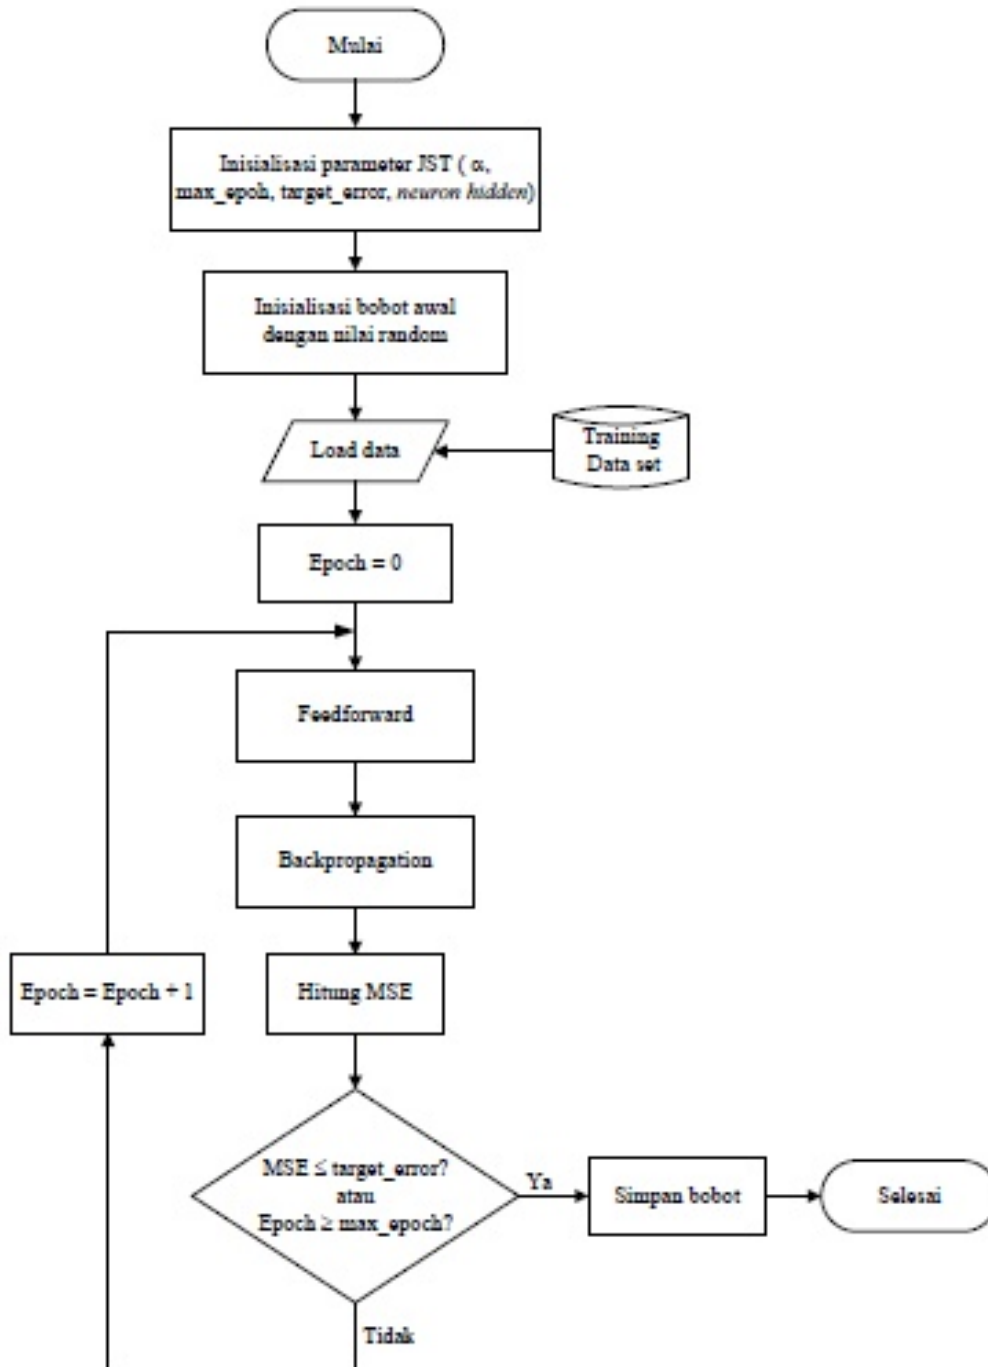 Mulai
Inisialisasi parameter JST ( α,
max_epoh, target_error, neuron hidden)
Inisialisasi bobot awal
dengan nilai random
Load data
Training
Data set
Epoch = 0
Feedforward
Backpropagation
Epoch = Epoch + 1
Hitung MSE
MSE ≤ target_error?
atau
Epoch ≥ max_epoch?
Ya
Simpan bobot
Selesai
Tidak